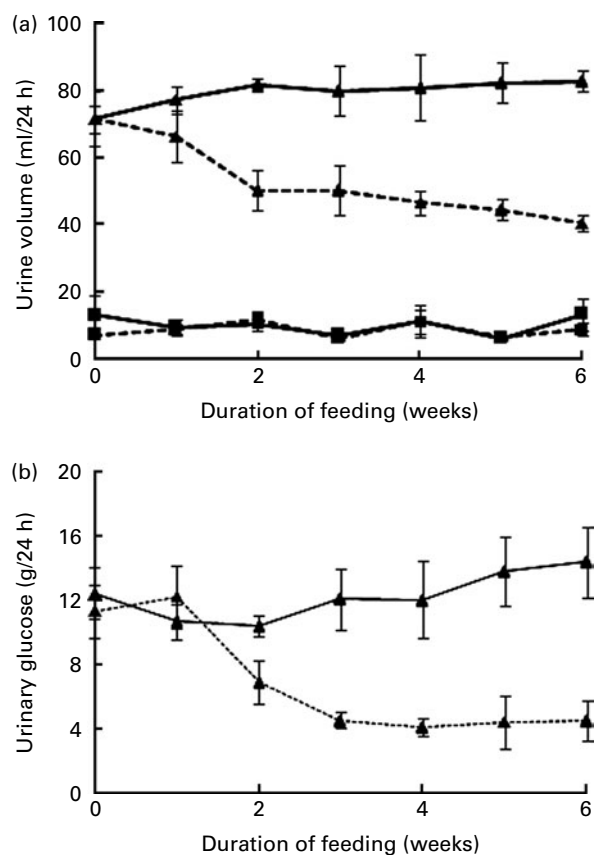 (a)
100
80
60
40
20
0
Urine volume (ml/24 h)
0 2 4 6
Duration of feeding (weeks)
(b)
20
16
12
8
4
0
Urinary glucose (g/24 h)
0 2 4 6
Duration of feeding (weeks)